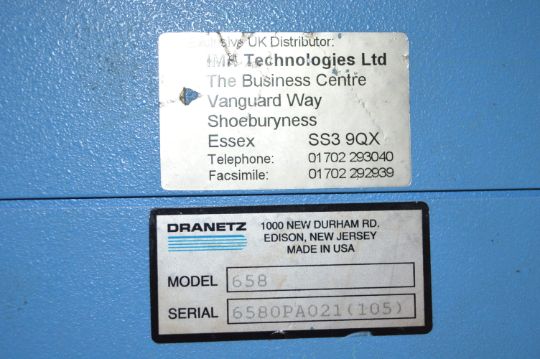 UK Distributor:
Technologies Ltd
The Business Centre
Vanguard Way
Shoeburyness
Essex SS3 9QX
Telephone: 01702 293040
Facsimile: 01702 292939
DRANETZ
1000 NEW DURHAM RD.
EDISON, NEW JERSEY
MADE IN USA
MODEL 658
SERIAL 6580PA021(105)